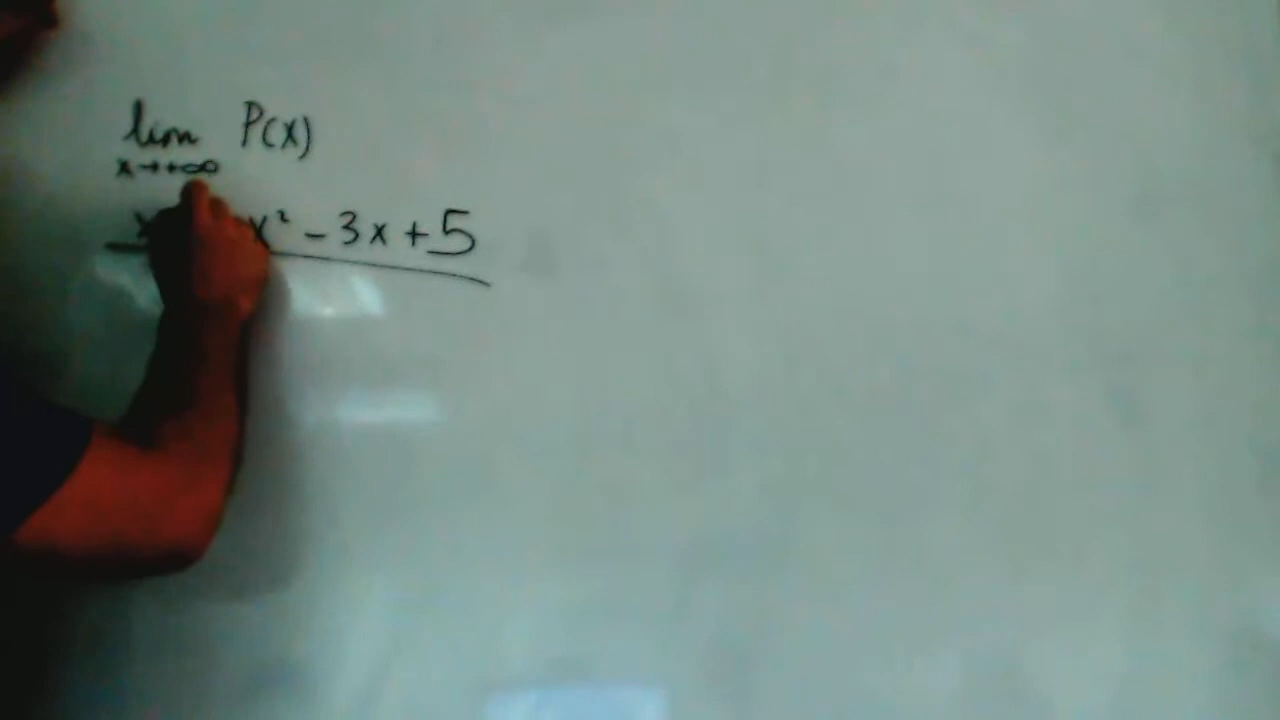 lim P(x)
x→+∞
x x² - 3x + 5